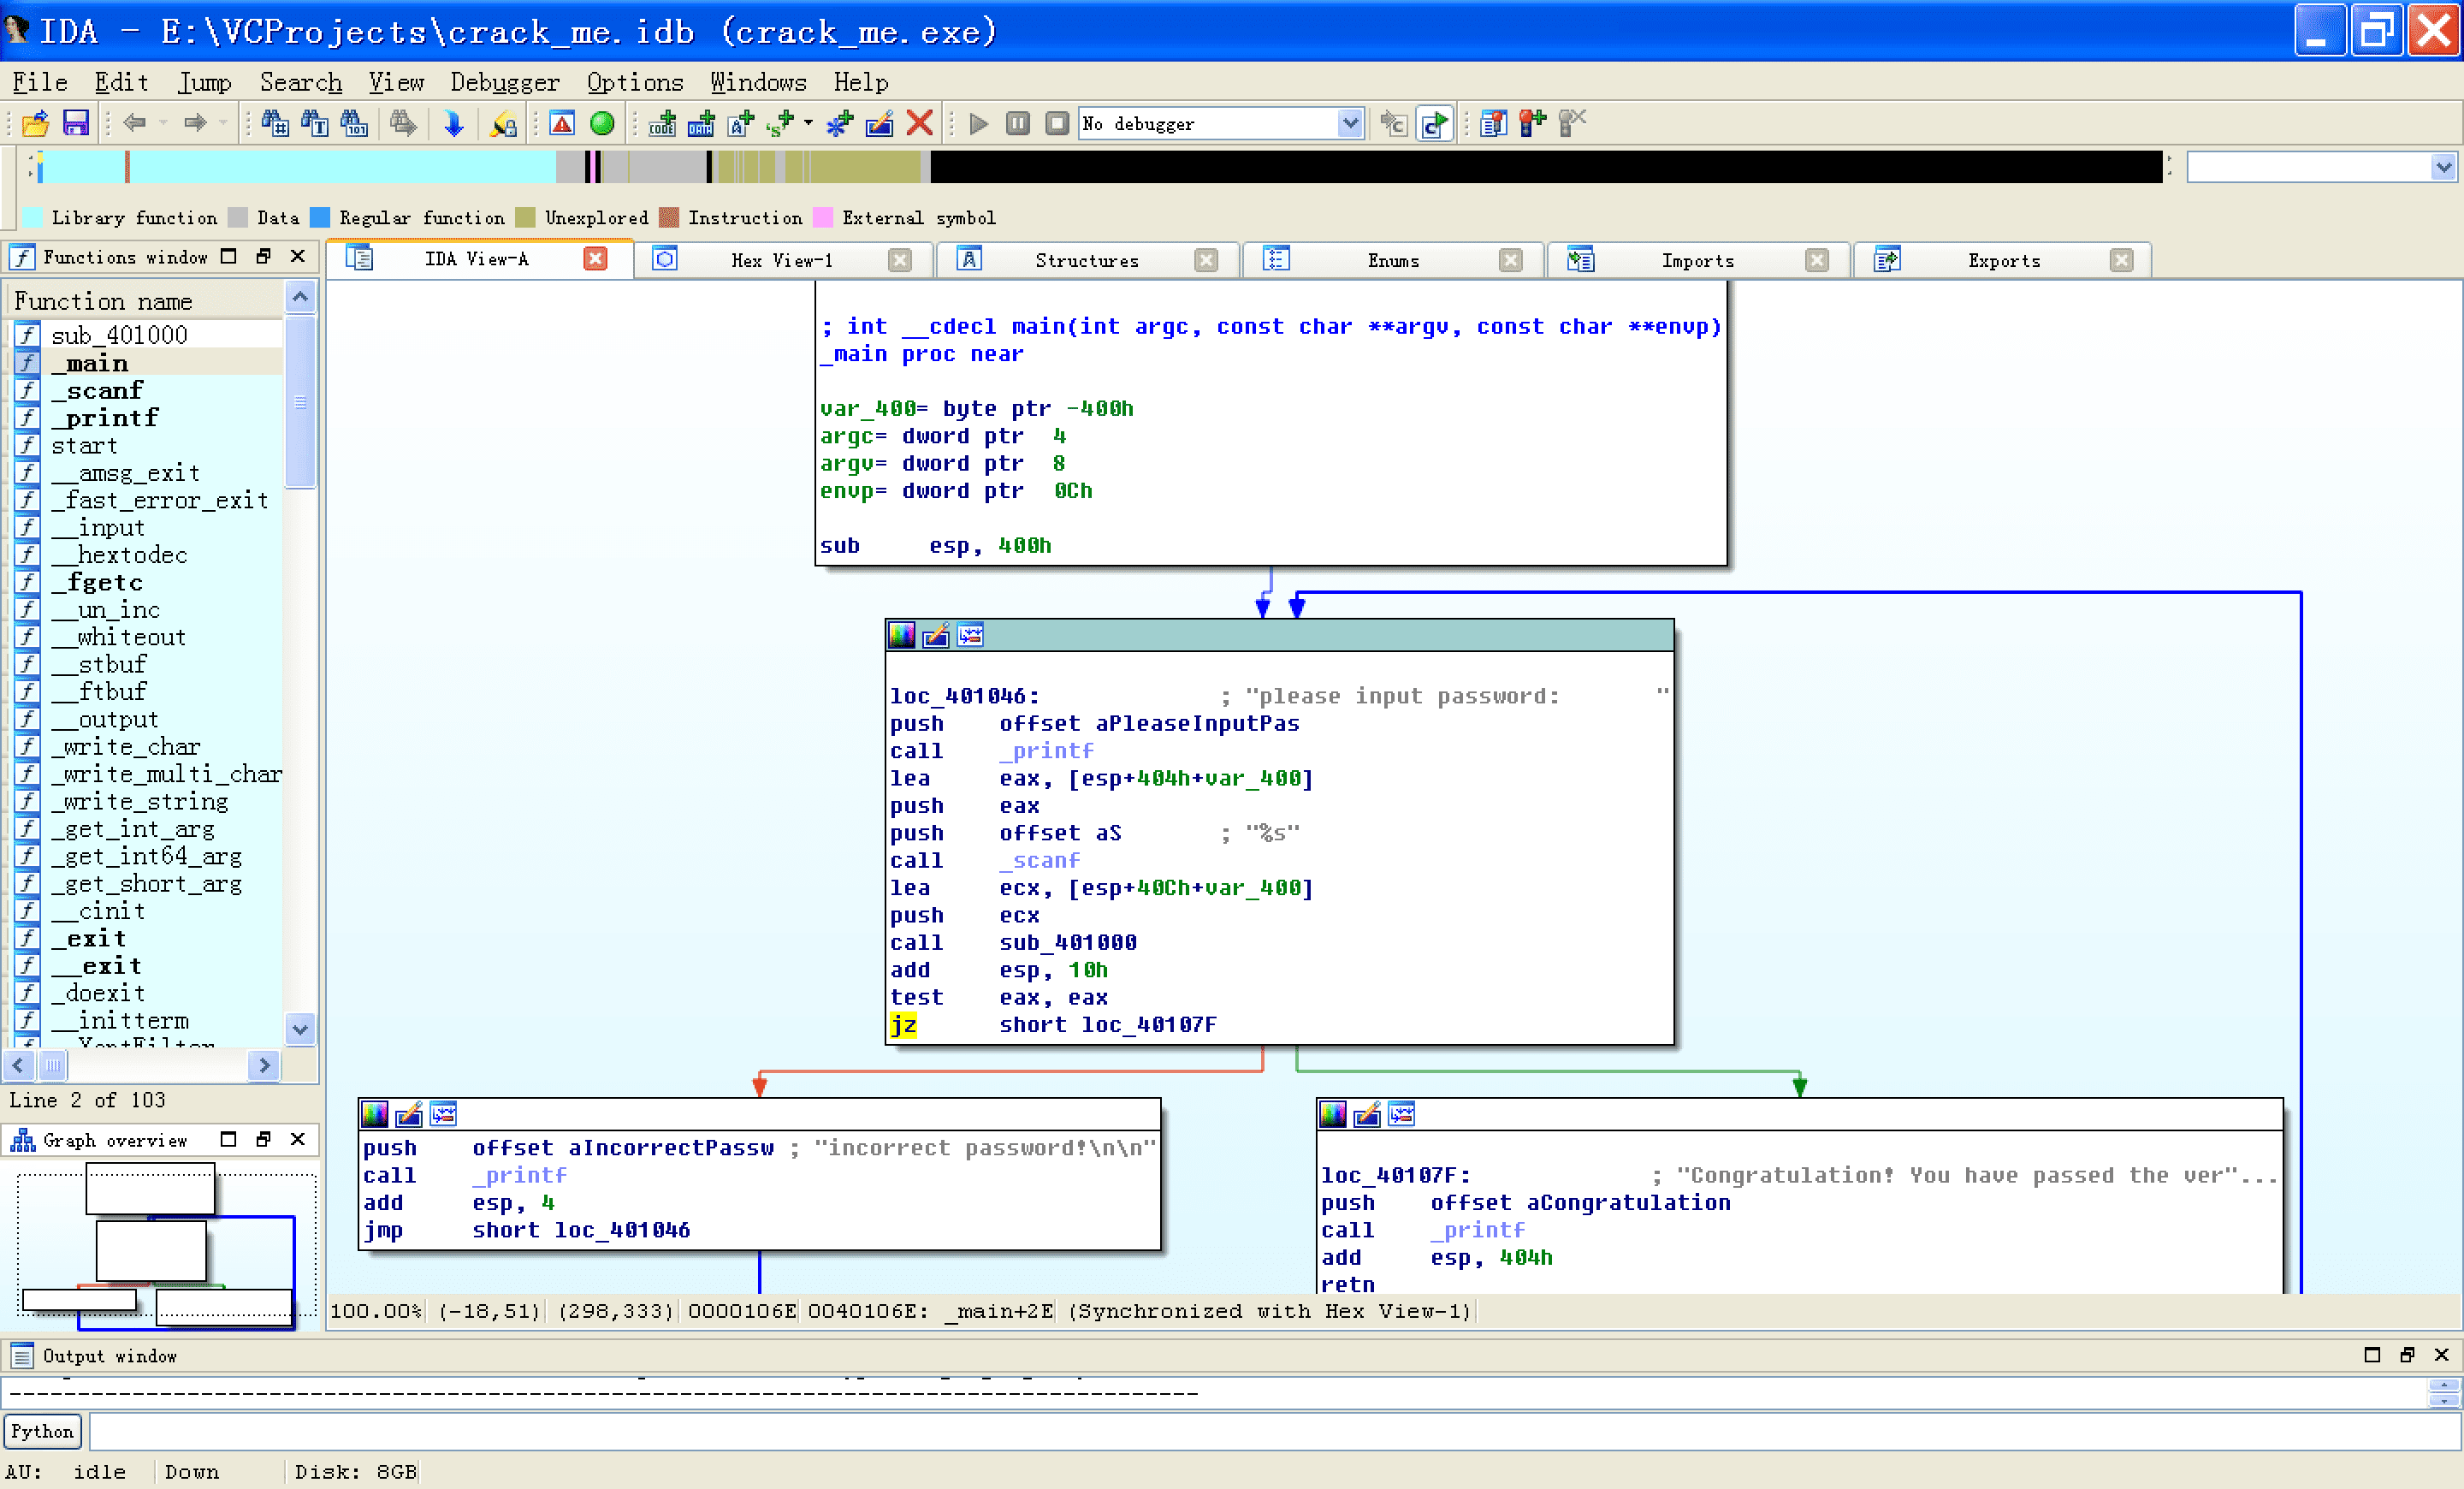 IDA - E:\VCProjects\crack_me.idb (crack_me.exe)
File Edit Jump Search View Debugger Options Windows Help
No debugger
Library function Data Regular function Unexplored Instruction External symbol
Functions window
IDA View-A Hex View-1 Structures Enums Imports Exports
Function name
sub_401000
_main
_scanf
_printf
start
__amsg_exit
_fast_error_exit
__input
__hextodec
_fgetc
__un_inc
__whiteout
__stbuf
__ftbuf
__output
_write_char
_write_multi_char
_write_string
_get_int_arg
_get_int64_arg
_get_short_arg
__cinit
_exit
__exit
_doexit
__initterm
Line 2 of 103
Graph overview
; int __cdecl main(int argc, const char **argv, const char **envp)
_main proc near
var_400= byte ptr -400h
argc= dword ptr 4
argv= dword ptr 8
envp= dword ptr 0Ch
sub esp, 400h
loc_401046: ; "please input password: "
push offset aPleaseInputPas
call _printf
lea eax, [esp+404h+var_400]
push eax
push offset aS ; "%s"
call _scanf
lea ecx, [esp+40Ch+var_400]
push ecx
call sub_401000
add esp, 10h
test eax, eax
jz short loc_40107F
push offset aIncorrectPassw ; "incorrect password!\n\n"
call _printf
add esp, 4
jmp short loc_401046
loc_40107F: ; "Congratulation! You have passed the ver"...
push offset aCongratulation
call _printf
add esp, 404h
retn
100.00% (-18,51) (298,333) 0000106E 0040106E: _main+2E (Synchronized with Hex View-1)
Output window
Python
AU: idle Down Disk: 8GB